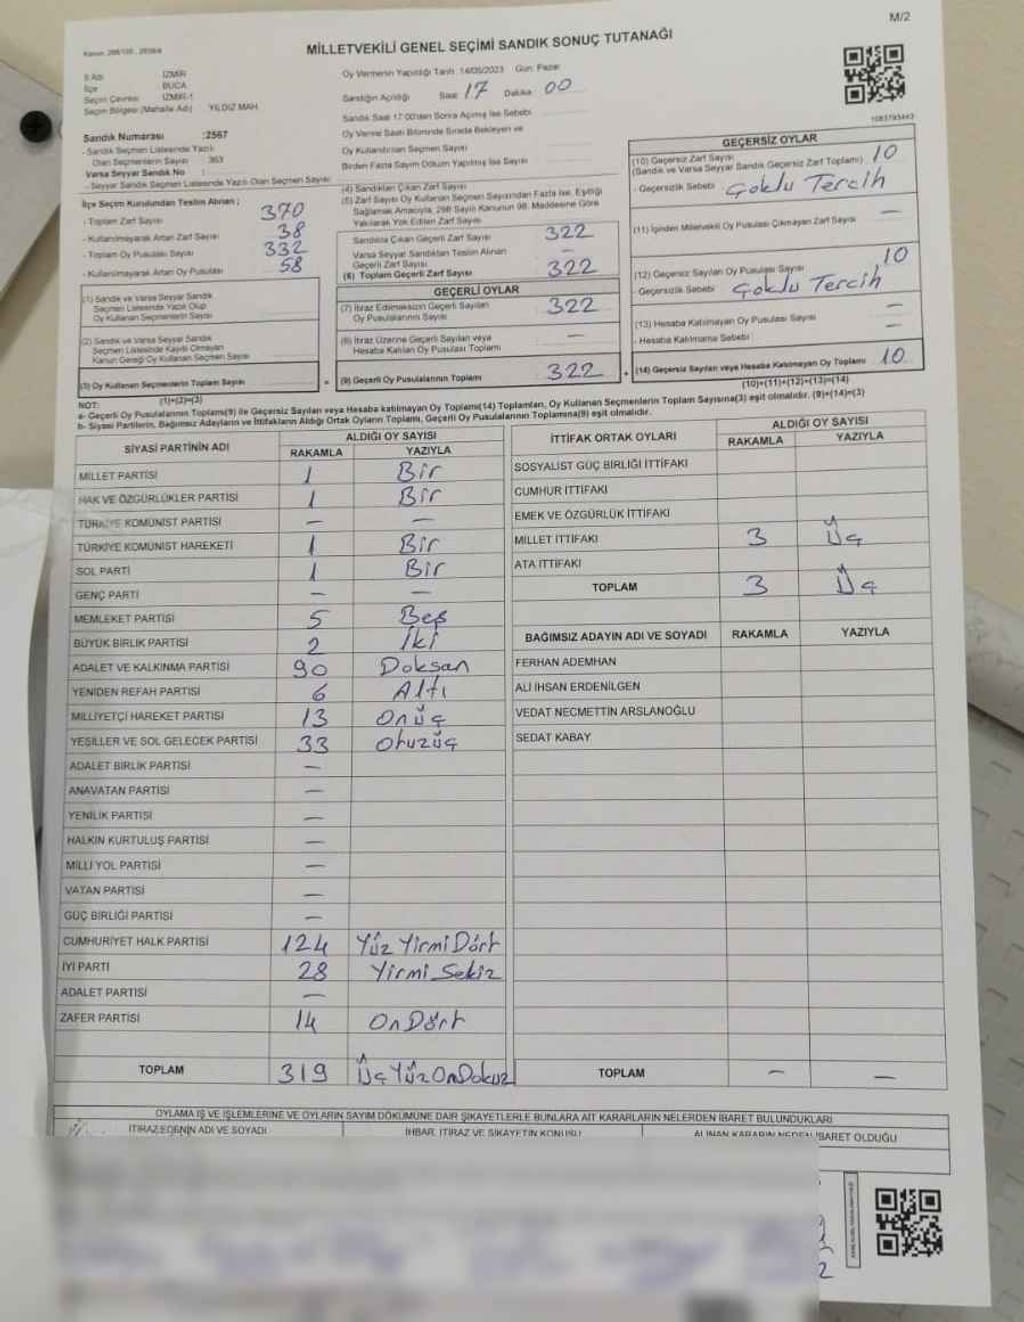 M/2
MİLLETVEKİLİ GENEL SEÇİMİ SANDIK SONUÇ TUTANAĞI
İl Adı İZMİR
İlçe BUCA
Seçim Çevresi İZMİR-1
Seçim Bölgesi (Mahalle Adı) YILDIZ MAH.
Sandık Numarası :2567
- Sandık Seçmen Listesinde Yazılı
Olan Seçmenlerin Sayısı 363
Varsa Seyyar Sandık No :
- Seyyar Sandık Seçmen Listesinde Yazılı Olan Seçmen Sayısı
İlçe Seçim Kurulundan Teslim Alınan ;
- Toplam Zarf Sayısı 370
- Kullanılmayarak Artan Zarf Sayısı 38
- Toplam Oy Pusulası Sayısı 332
- Kullanılmayarak Artan Oy Pusulası 58
(1) Sandık ve Varsa Seyyar Sandık
Seçmen Listesinde Yazılı Olup
Oy Kullanan Seçmenlerin Sayısı
(2) Sandık ve Varsa Seyyar Sandık
Seçmen Listesinde Kayıtlı Olmayan
Kanun Gereği Oy Kullanan Seçmen Sayısı
(3) Oy Kullanan Seçmenlerin Toplam Sayısı
(1)+(2)=(3)
Oy Vermenin Yapıldığı Tarih: 14/05/2023 Gün: Pazar
Sandığın Açıldığı Saat 17 Dakika 00
Sandık Saat 17:00'den Sonra Açılmış İse Sebebi
Oy Verme Saati Bitiminde Sırada Bekleyen ve
Oy Kullandırılan Seçmen Sayısı
Birden Fazla Sayım Döküm Yapılmış İse Sayısı
(4) Sandıktan Çıkan Zarf Sayısı
(5) Zarf Sayısı Oy Kullanan Seçmen Sayısından Fazla İse, Eşitliği
Sağlamak Amacıyla, 298 Sayılı Kanunun 98. Maddesine Göre
Yakılarak Yok Edilen Zarf Sayısı
Sandıkta Çıkan Geçerli Zarf Sayısı 322
Varsa Seyyar Sandıktan Teslim Alınan
Geçerli Zarf Sayısı —
(6) Toplam Geçerli Zarf Sayısı 322
GEÇERLİ OYLAR
(7) İtiraz Edilmeksizin Geçerli Sayılan
Oy Pusulalarının Sayısı 322
(8) İtiraz Üzerine Geçerli Sayılan veya
Hesaba Katılan Oy Pusulası Toplamı —
(9) Geçerli Oy Pusulalarının Toplamı 322
1083793443
GEÇERSİZ OYLAR
(10) Geçersiz Zarf Sayısı
(Sandık ve Varsa Seyyar Sandık Geçersiz Zarf Toplamı) 10
- Geçersizlik Sebebi Çoklu Tercih
(11) İçinden Milletvekili Oy Pusulası Çıkmayan Zarf Sayısı —
(12) Geçersiz Sayılan Oy Pusulası Sayısı 10
- Geçersizlik Sebebi Çoklu Tercih
(13) Hesaba Katılmayan Oy Pusulası Sayısı —
- Hesaba Katılmama Sebebi —
(14) Geçersiz Sayılan veya Hesaba Katılmayan Oy Toplamı 10
(10)+(11)+(12)+(13)=(14)
NOT:
a- Geçerli Oy Pusulalarının Toplamı(9) ile Geçersiz Sayılan veya Hesaba katılmayan Oy Toplamı(14) Toplamları, Oy Kullanan Seçmenlerin Toplam Sayısına(3) eşit olmalıdır. (9)+(14)=(3)
b- Siyasi Partilerin, Bağımsız Adayların ve İttifakların Aldığı Ortak Oyların Toplamı, Geçerli Oy Pusulalarının Toplamına(9) eşit olmalıdır.
SİYASİ PARTİNİN ADI ALDIĞI OY SAYISI
RAKAMLA YAZIYLA
MİLLET PARTİSİ 1 Bir
HAK VE ÖZGÜRLÜKLER PARTİSİ 1 Bir
TÜRKİYE KOMÜNİST PARTİSİ — —
TÜRKİYE KOMÜNİST HAREKETİ 1 Bir
SOL PARTİ 1 Bir
GENÇ PARTİ — —
MEMLEKET PARTİSİ 5 Beş
BÜYÜK BİRLİK PARTİSİ 2 İki
ADALET VE KALKINMA PARTİSİ 90 Doksan
YENİDEN REFAH PARTİSİ 6 Altı
MİLLİYETÇİ HAREKET PARTİSİ 13 Onüç
YEŞİLLER VE SOL GELECEK PARTİSİ 33 Otuzüç
ADALET BİRLİK PARTİSİ —
ANAVATAN PARTİSİ —
YENİLİK PARTİSİ —
HALKIN KURTULUŞ PARTİSİ —
MİLLİ YOL PARTİSİ —
VATAN PARTİSİ —
GÜÇ BİRLİĞİ PARTİSİ —
CUMHURİYET HALK PARTİSİ 124 Yüz Yirmi Dört
İYİ PARTİ 28 Yirmi Sekiz
ADALET PARTİSİ —
ZAFER PARTİSİ 14 On Dört
TOPLAM 319 Üç Yüz On Dokuz
İTTİFAK ORTAK OYLARI ALDIĞI OY SAYISI
RAKAMLA YAZIYLA
SOSYALİST GÜÇ BİRLİĞİ İTTİFAKI
CUMHUR İTTİFAKI
EMEK VE ÖZGÜRLÜK İTTİFAKI
MİLLET İTTİFAKI 3 Üç
ATA İTTİFAKI
TOPLAM 3 Üç
BAĞIMSIZ ADAYIN ADI VE SOYADI RAKAMLA YAZIYLA
FERHAN ADEMHAN
ALİ İHSAN ERDENİLGEN
VEDAT NECMETTİN ARSLANOĞLU
SEDAT KABAY
TOPLAM — —
OYLAMA İŞ VE İŞLEMLERİNE VE OYLARIN SAYIM DÖKÜMÜNE DAİR ŞİKAYETLERLE BUNLARA AİT KARARLARIN NELERDEN İBARET BULUNDUKLARI
İTİRAZ EDENİN ADI VE SOYADI İHBAR, İTİRAZ VE ŞİKAYETİN KONUSU ALINAN KARARIN NEDEN İBARET OLDUĞU